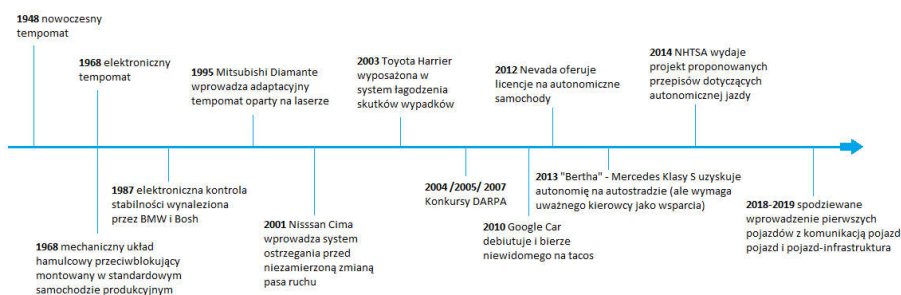 1948 nowoczesny
tempomat
1968 elektroniczny
tempomat
1995 Mitsubishi Diamante
wprowadza adaptacyjny
tempomat oparty na laserze
2003 Toyota Harrier
wyposażona w
system łagodzenia
skutków wypadków
2012 Nevada oferuje
licencje na autonomiczne
samochody
2014 NHTSA wydaje
projekt proponowanych
przepisów dotyczących
autonomicznej jazdy
1968 mechaniczny układ
hamulcowy przeciwblokujący
montowany w standardowym
samochodzie produkcyjnym
1987 elektroniczna kontrola
stabilności wynaleziona
przez BMW i Bosh
2001 Nisssan Cima
wprowadza system
ostrzegania przed
niezamierzoną zmianą
pasa ruchu
2004 /2005/ 2007
Konkursy DARPA
2010 Google Car
debiutuje i bierze
niewidomego na tacos
2013 "Bertha" - Mercedes Klasy S uzyskuje
autonomię na autostradzie (ale wymaga
uważnego kierowcy jako wsparcia)
2018-2019 spodziewane
wprowadzenie pierwszych
pojazdów z komunikacją pojazd
pojazd i pojazd-infrastruktura